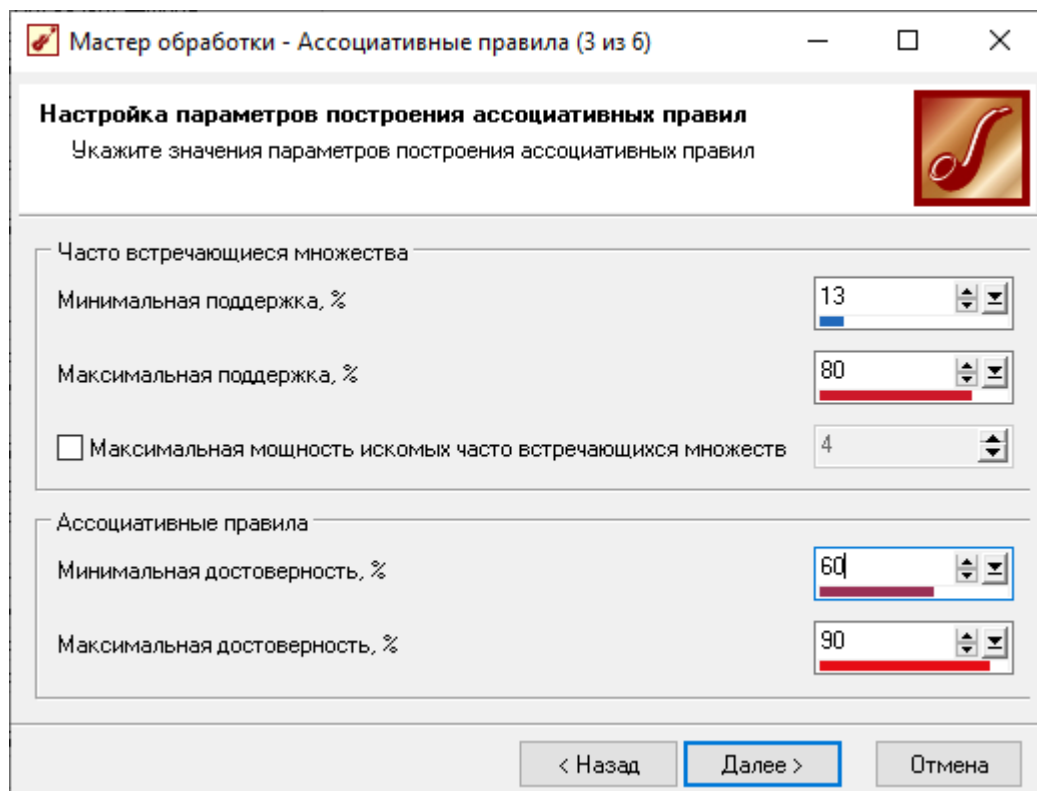 Мастер обработки - Ассоциативные правила (3 из 6)
Настройка параметров построения ассоциативных правил
Укажите значения параметров построения ассоциативных правил
Часто встречающиеся множества
Минимальная поддержка, % 13
Максимальная поддержка, % 80
Максимальная мощность искомых часто встречающихся множеств 4
Ассоциативные правила
Минимальная достоверность, % 60
Максимальная достоверность, % 90
< Назад Далее > Отмена